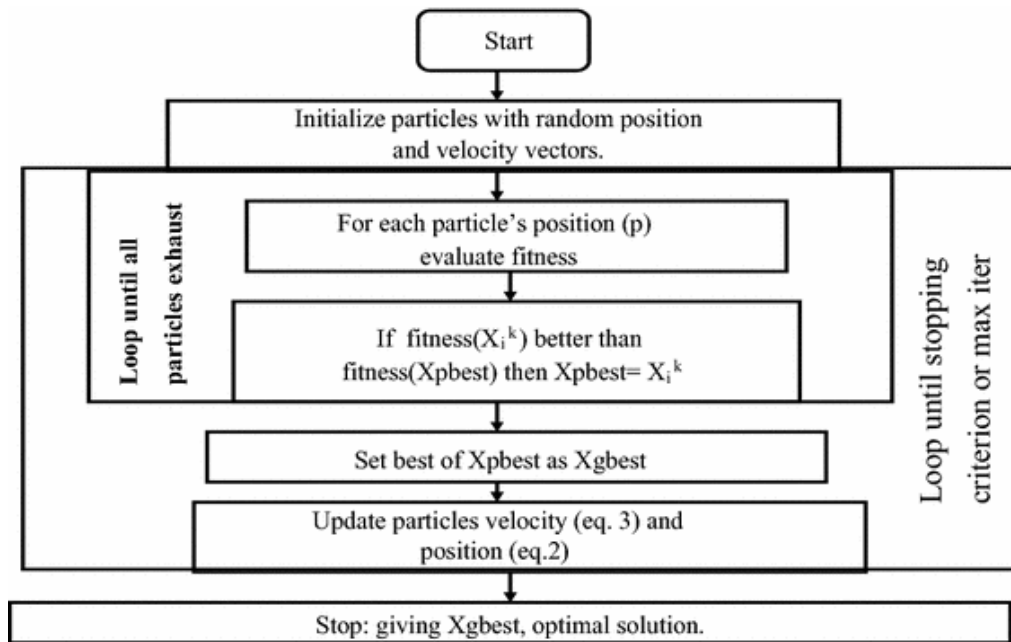 Start
Initialize particles with random position
and velocity vectors.
Loop until all
particles exhaust
For each particle’s position (p)
evaluate fitness
If fitness(Xᵢᵏ) better than
fitness(Xpbest) then Xpbest= Xᵢᵏ
Set best of Xpbest as Xgbest
Update particles velocity (eq. 3) and
position (eq.2)
Loop until stopping
criterion or max iter
Stop: giving Xgbest, optimal solution.